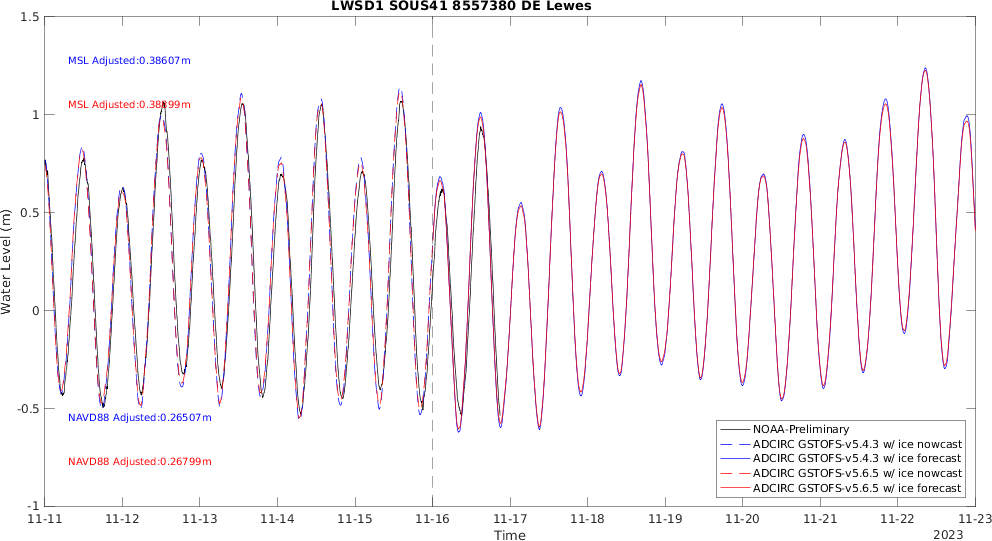 LWSD1 SOUS41 8557380 DE Lewes
1.5
1
0.5
0
-0.5
-1
Water Level (m)
MSL Adjusted:0.38607m
NAVD88 Adjusted:0.26507m
NAVD88 Adjusted:0.26799m
NOAA-Preliminary
ADCIRC GSTOFS-v5.4.3 w/ ice nowcast
ADCIRC GSTOFS-v5.4.3 w/ ice forecast
ADCIRC GSTOFS-v5.6.5 w/ ice nowcast
ADCIRC GSTOFS-v5.6.5 w/ ice forecast
11-11 11-12 11-13 11-14 11-15 11-16 11-17 11-18 11-19 11-20 11-21 11-22 11-23
Time
2023